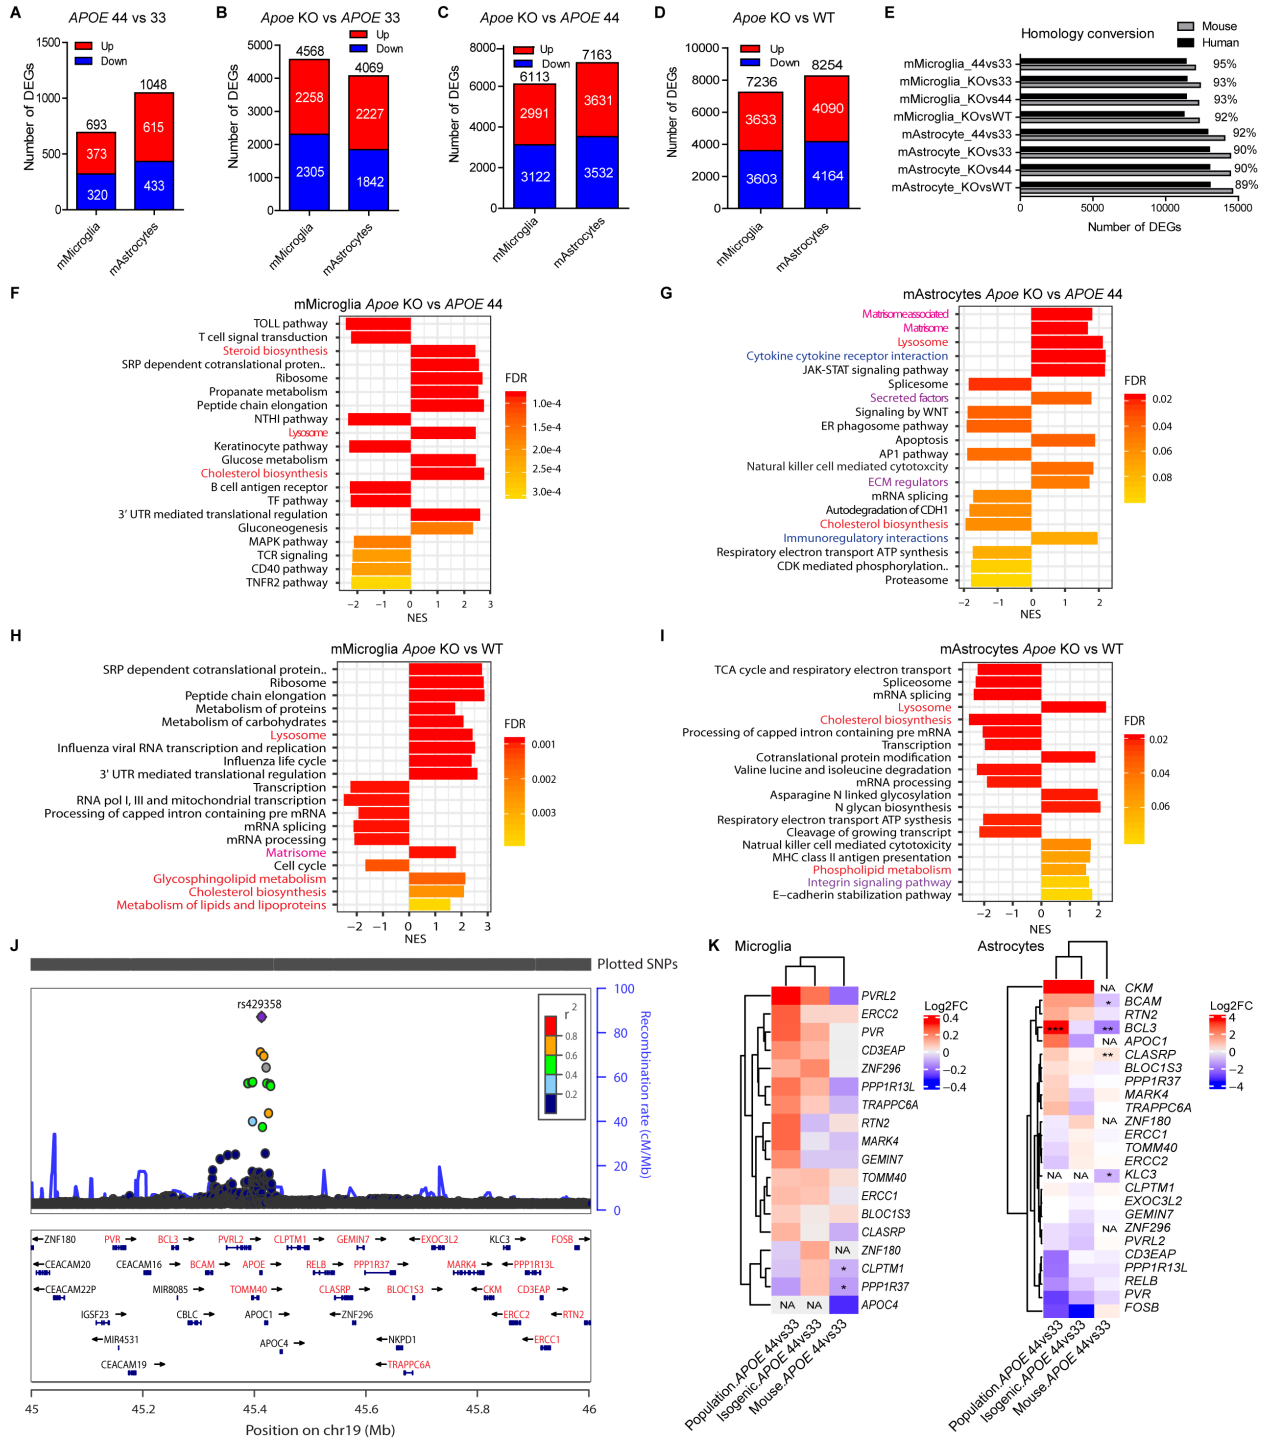 A
APOE 44 vs 33
Up
Down
Number of DEGs
1500
1000
500
0
693
373
320
1048
615
433
mMicroglia
mAstrocytes
B
Apoe KO vs APOE 33
Up
Down
Number of DEGs
5000
4000
3000
2000
1000
0
4568
2258
2305
4069
2227
1842
mMicroglia
mAstrocytes
C
Apoe KO vs APOE 44
Up
Down
Number of DEGs
8000
6000
4000
2000
0
6113
2991
3122
7163
3631
3532
mMicroglia
mAstrocytes
D
Apoe KO vs WT
Up
Down
Number of DEGs
10000
8000
6000
4000
2000
0
7236
3633
3603
8254
4090
4164
mMicroglia
mAstrocytes
E
Homology conversion
Mouse
Human
mMicroglia_44vs33 95%
mMicroglia_KOvs33 93%
mMicroglia_KOvs44 93%
mMicroglia_KOvsWT 92%
mAstrocyte_44vs33 92%
mAstrocyte_KOvs33 90%
mAstrocyte_KOvs44 90%
mAstrocyte_KOvsWT 89%
0 5000 10000 15000
Number of DEGs
F
mMicroglia Apoe KO vs APOE 44
TOLL pathway
T cell signal transduction
Steroid biosynthesis
SRP dependent cotranslational proten..
Ribosome
Propanate metabolism
Peptide chain elongation
NTHI pathway
Lysosome
Keratinocyte pathway
Glucose metabolism
Cholesterol biosynthesis
B cell antigen receptor
TF pathway
3' UTR mediated translational regulation
Gluconeogenesis
MAPK pathway
TCR signaling
CD40 pathway
TNFR2 pathway
−2 −1 0 1 2 3
NES
FDR
1.0e-4
1.5e-4
2.0e-4
2.5e-4
3.0e-4
G
mAstrocytes Apoe KO vs APOE 44
Matrisomeassociated
Matrisome
Lysosome
Cytokine cytokine receptor interaction
JAK-STAT signaling pathway
Splicesome
Secreted factors
Signaling by WNT
ER phagosome pathway
Apoptosis
AP1 pathway
Natural killer cell mediated cytotoxcity
ECM regulators
mRNA splicing
Autodegradation of CDH1
Cholesterol biosynthesis
Immunoregulatory interactions
Respiratory electron transport ATP synthesis
CDK mediated phosphorylation..
Proteasome
−2 −1 0 1 2
NES
FDR
0.02
0.04
0.06
0.08
H
mMicroglia Apoe KO vs WT
SRP dependent cotranslational protein..
Ribosome
Peptide chain elongation
Metabolism of proteins
Metabolism of carbohydrates
Lysosome
Influenza viral RNA transcription and replication
Influenza life cycle
3' UTR mediated translational regulation
Transcription
RNA pol I, III and mitochondrial transcription
Processing of capped intron containing pre mRNA
mRNA splicing
mRNA processing
Matrisome
Cell cycle
Glycosphingolipid metabolism
Cholesterol biosynthesis
Metabolism of lipids and lipoproteins
−2 −1 0 1 2 3
NES
FDR
0.001
0.002
0.003
I
mAstrocytes Apoe KO vs WT
TCA cycle and respiratory electron transport
Spliceosome
mRNA splicing
Lysosome
Cholesterol biosynthesis
Processing of capped intron containing pre mRNA
Transcription
Cotranslational protein modification
Valine lucine and isoleucine degradation
mRNA processing
Asparagine N linked glycosylation
N glycan biosynthesis
Respiratory electron transport ATP systhesis
Cleavage of growing transcript
Natrual killer cell mediated cytotoxicity
MHC class II antigen presentation
Phospholipid metabolism
Integrin signaling pathway
E−cadherin stabilization pathway
−2 −1 0 1 2
NES
FDR
0.02
0.04
0.06
J
Plotted SNPs
rs429358
r 2
0.8
0.6
0.4
0.2
100
80
60
40
20
0
Recombination rate (cM/Mb)
ZNF180 PVR BCL3 PVRL2 CLPTM1 GEMIN7 EXOC3L2 KLC3 FOSB
CEACAM20 CEACAM16 BCAM APOE RELB PPP1R37 MARK4 PPP1R13L
CEACAM22P MIR8085 TOMM40 CLASRP BLOC1S3 CKM CD3EAP
IGSF23 CBLC APOC1 ZNF296 ERCC2 RTN2
MIR4531 APOC4 NKPD1 ERCC1
CEACAM19 TRAPPC6A
45 45.2 45.4 45.6 45.8 46
Position on chr19 (Mb)
K
Microglia
PVRL2
ERCC2
PVR
CD3EAP
ZNF296
PPP1R13L
TRAPPC6A
RTN2
MARK4
GEMIN7
TOMM40
ERCC1
BLOC1S3
CLASRP
NA ZNF180
* CLPTM1
* PPP1R37
NA NA APOC4
Population.APOE 44vs33
Isogenic.APOE 44vs33
Mouse.APOE 44vs33
Log2FC
0.4
0.2
0
−0.2
−0.4
Astrocytes
NA CKM
* BCAM
RTN2
*** ** BCL3
NA APOC1
** CLASRP
BLOC1S3
PPP1R37
MARK4
TRAPPC6A
NA ZNF180
ERCC1
TOMM40
ERCC2
NA NA * KLC3
CLPTM1
EXOC3L2
GEMIN7
NA ZNF296
PVRL2
CD3EAP
PPP1R13L
RELB
PVR
FOSB
Population.APOE 44vs33
Isogenic.APOE 44vs33
Mouse.APOE 44vs33
Log2FC
4
2
0
−2
−4